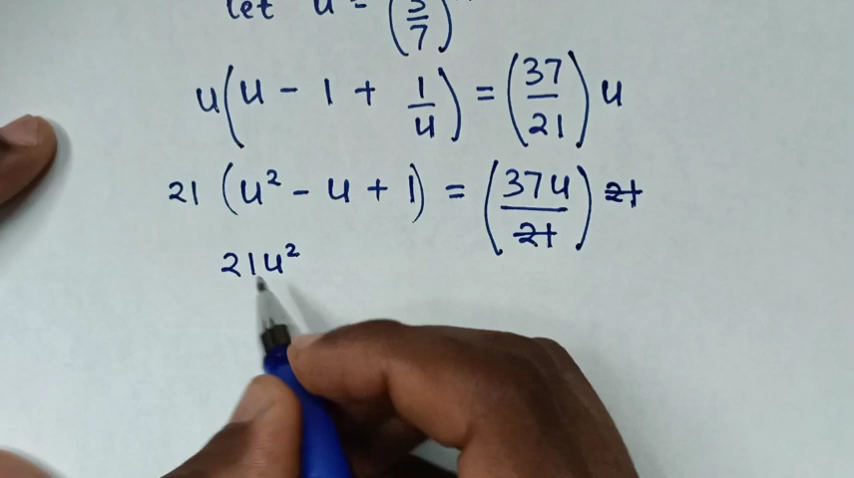 let u = (3/7)
u(u - 1 + 1/u) = (37/21) u
21 (u² - u + 1) = (37u/21) 21
21u²